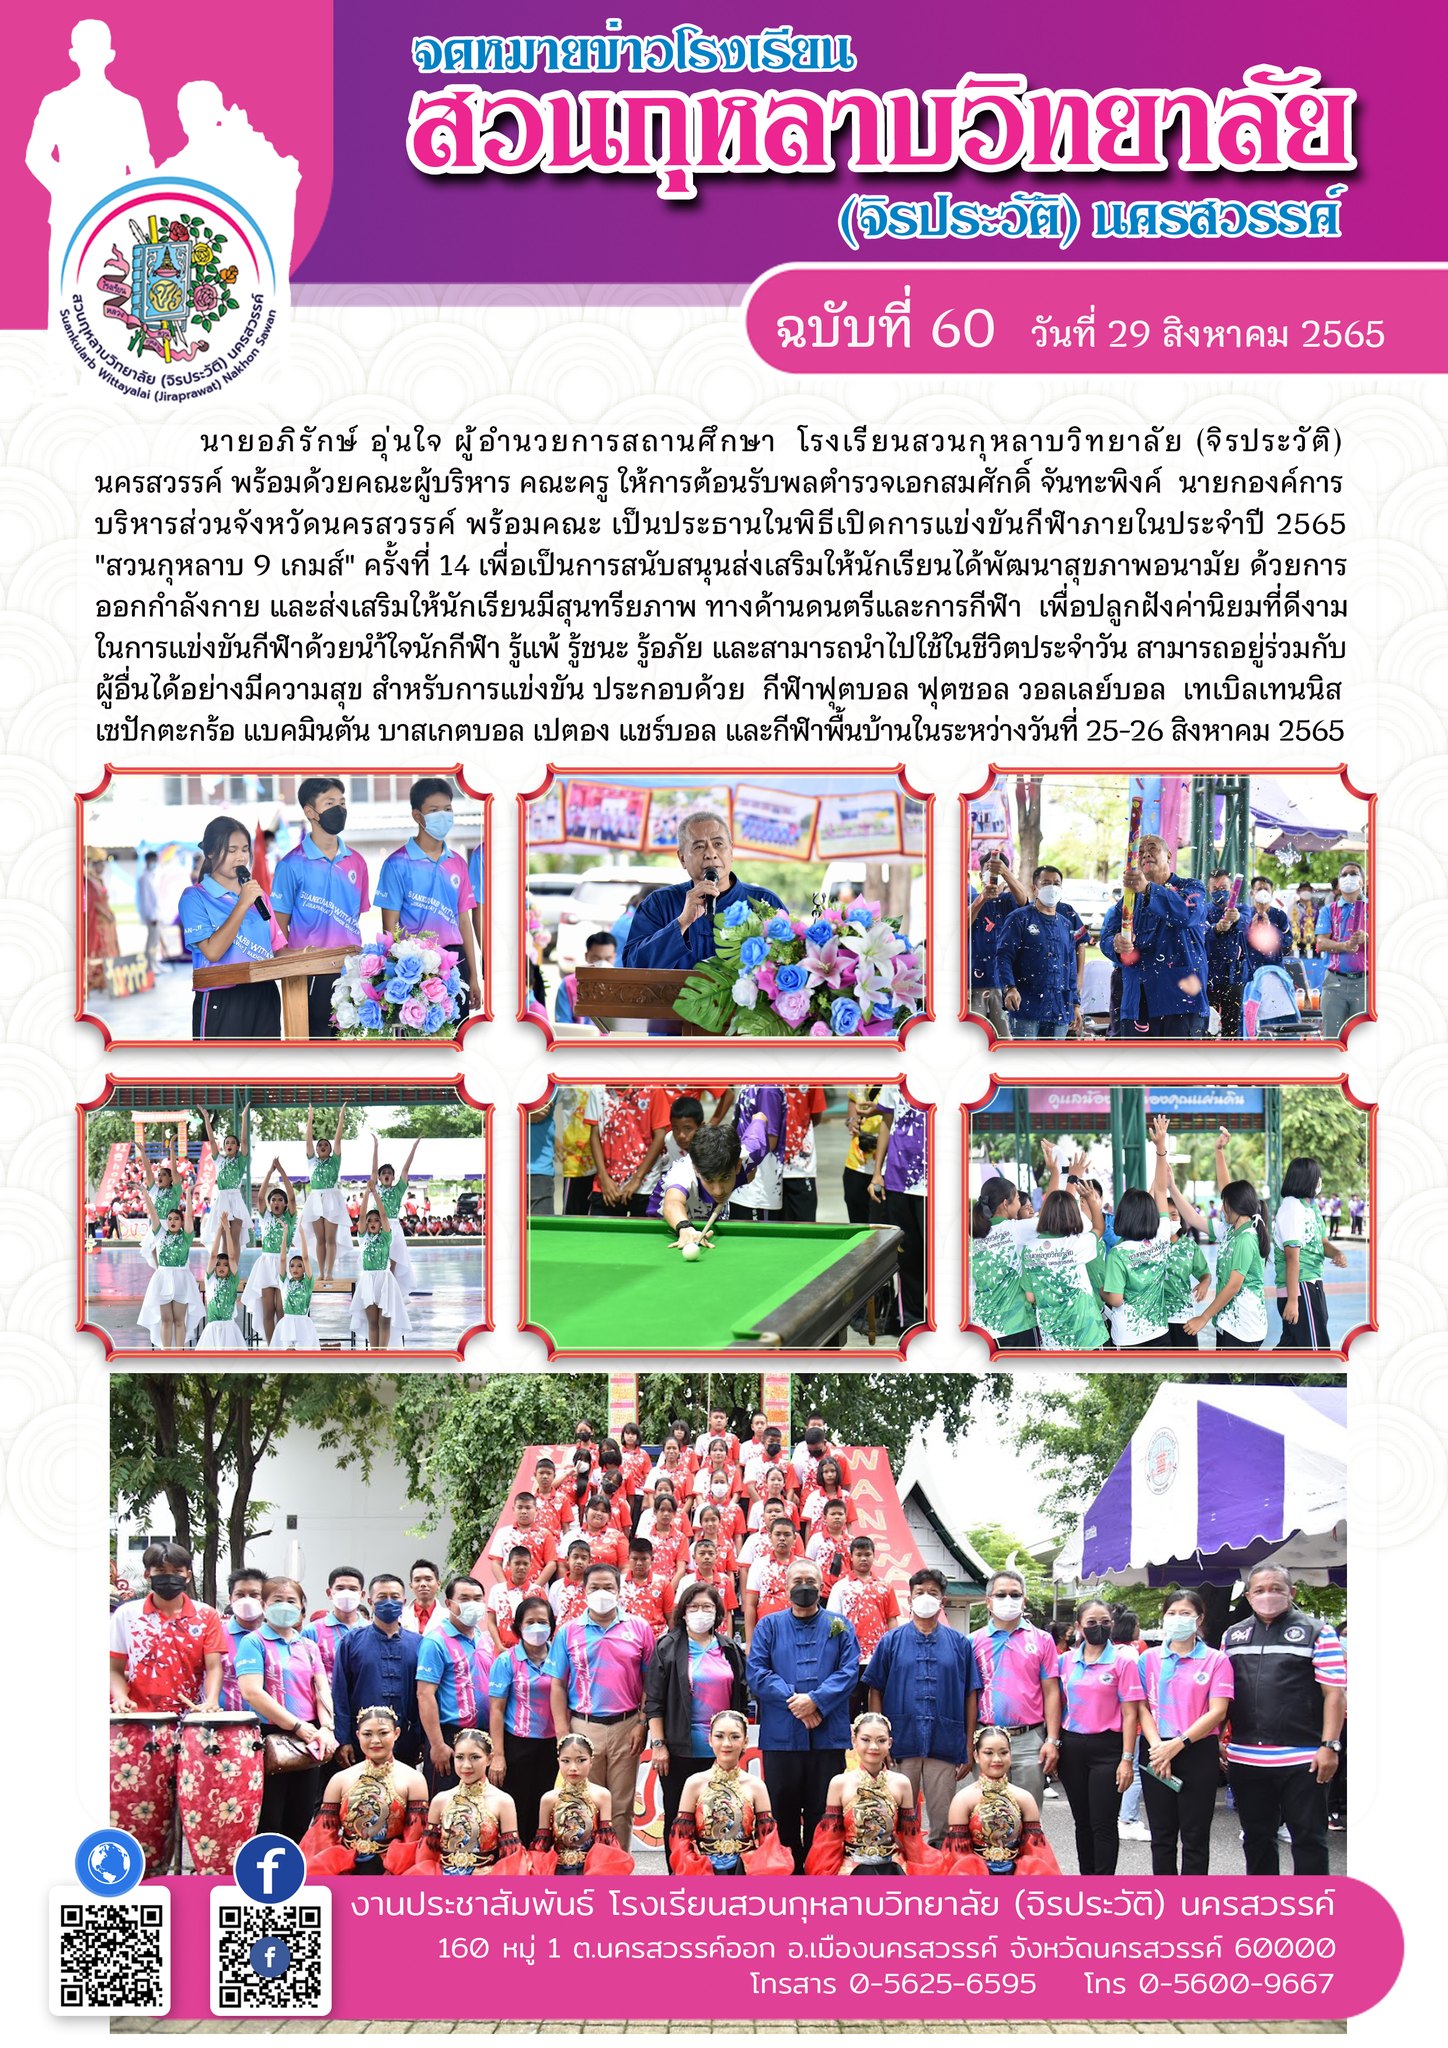 จดหมายข่าวโรงเรียน
สวนกุหลาบวิทยาลัย
(จิรประวัติ) นครสวรรค์
โรงเรียน
หลวง
สวนกุหลาบวิทยาลัย (จิรประวัติ) นครสวรรค์
Suankularb Wittayalai (Jiraprawat) Nakhon Sawan
ฉบับที่ 60 วันที่ 29 สิงหาคม 2565
นายอภิรักษ์ อุ่นใจ ผู้อำนวยการสถานศึกษา โรงเรียนสวนกุหลาบวิทยาลัย (จิรประวัติ)
นครสวรรค์ พร้อมด้วยคณะผู้บริหาร คณะครู ให้การต้อนรับพลตำรวจเอกสมศักดิ์ จันทะพิงค์ นายกองค์การ
บริหารส่วนจังหวัดนครสวรรค์ พร้อมคณะ เป็นประธานในพิธีเปิดการแข่งขันกีฬาภายในประจำปี 2565
"สวนกุหลาบ 9 เกมส์" ครั้งที่ 14 เพื่อเป็นการสนับสนุนส่งเสริมให้นักเรียนได้พัฒนาสุขภาพอนามัย ด้วยการ
ออกกำลังกาย และส่งเสริมให้นักเรียนมีสุนทรียภาพ ทางด้านดนตรีและการกีฬา เพื่อปลูกฝังค่านิยมที่ดีงาม
ในการแข่งขันกีฬาด้วยน้ำใจนักกีฬา รู้แพ้ รู้ชนะ รู้อภัย และสามารถนำไปใช้ในชีวิตประจำวัน สามารถอยู่ร่วมกับ
ผู้อื่นได้อย่างมีความสุข สำหรับการแข่งขัน ประกอบด้วย กีฬาฟุตบอล ฟุตซอล วอลเลย์บอล เทเบิลเทนนิส
เซปักตะกร้อ แบดมินตัน บาสเกตบอล เปตอง แชร์บอล และกีฬาพื้นบ้านในระหว่างวันที่ 25-26 สิงหาคม 2565
ดูแลน้อง ของคุณแผ่นดิน
WANGWA
งานประชาสัมพันธ์ โรงเรียนสวนกุหลาบวิทยาลัย (จิรประวัติ) นครสวรรค์
160 หมู่ 1 ต.นครสวรรค์ออก อ.เมืองนครสวรรค์ จังหวัดนครสวรรค์ 60000
โทรสาร 0-5625-6595 โทร 0-5600-9667